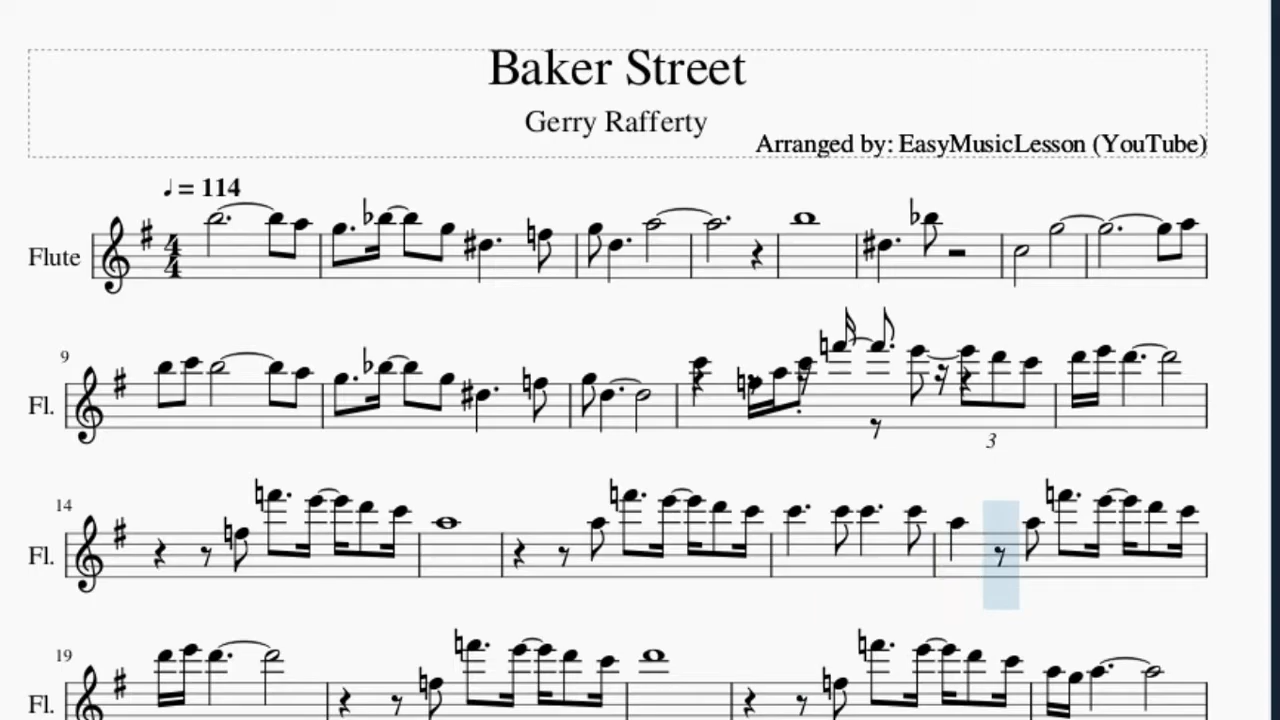 Baker Street
Gerry Rafferty
Arranged by: EasyMusicLesson (YouTube)
♩ = 114
Flute
9
Fl.
3
14
Fl.
19
Fl.